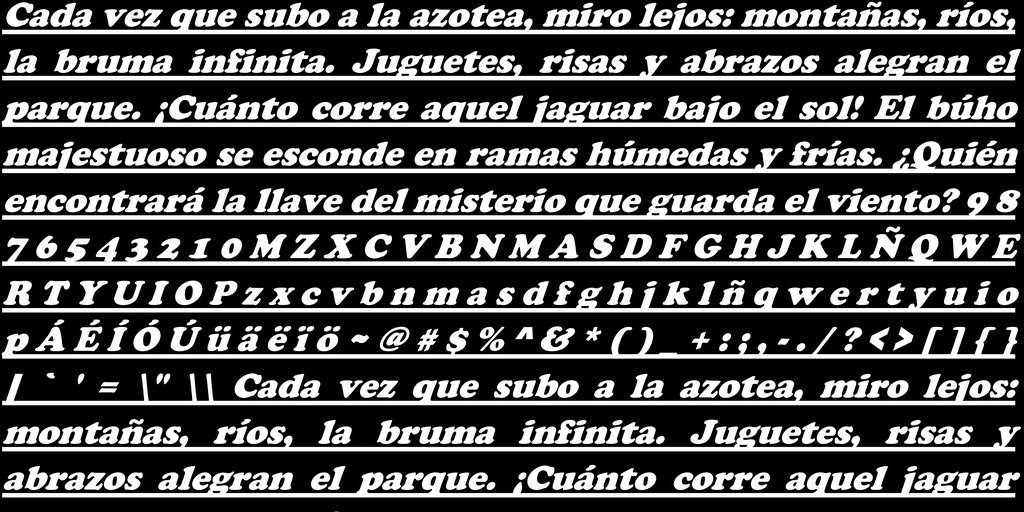 Cada vez que subo a la azotea, miro lejos: montañas, ríos,
la bruma infinita. Juguetes, risas y abrazos alegran el
parque. ¡Cuánto corre aquel jaguar bajo el sol! El búho
majestuoso se esconde en ramas húmedas y frías. ¿Quién
encontrará la llave del misterio que guarda el viento? 9 8
7 6 5 4 3 2 1 0 M Z X C V B N M A S D F G H J K L Ñ Q W E
R T Y U I O P z x c v b n m a s d f g h j k l ñ q w e r t y u i o
p Á É Í Ó Ú ü ä ë ï ö ~ @ # $ % ^ & * ( ) _ + : ; , - . / ? < > [ ] { }
| ` ' = \" \ \ Cada vez que subo a la azotea, miro lejos:
montañas, ríos, la bruma infinita. Juguetes, risas y
abrazos alegran el parque. ¡Cuánto corre aquel jaguar